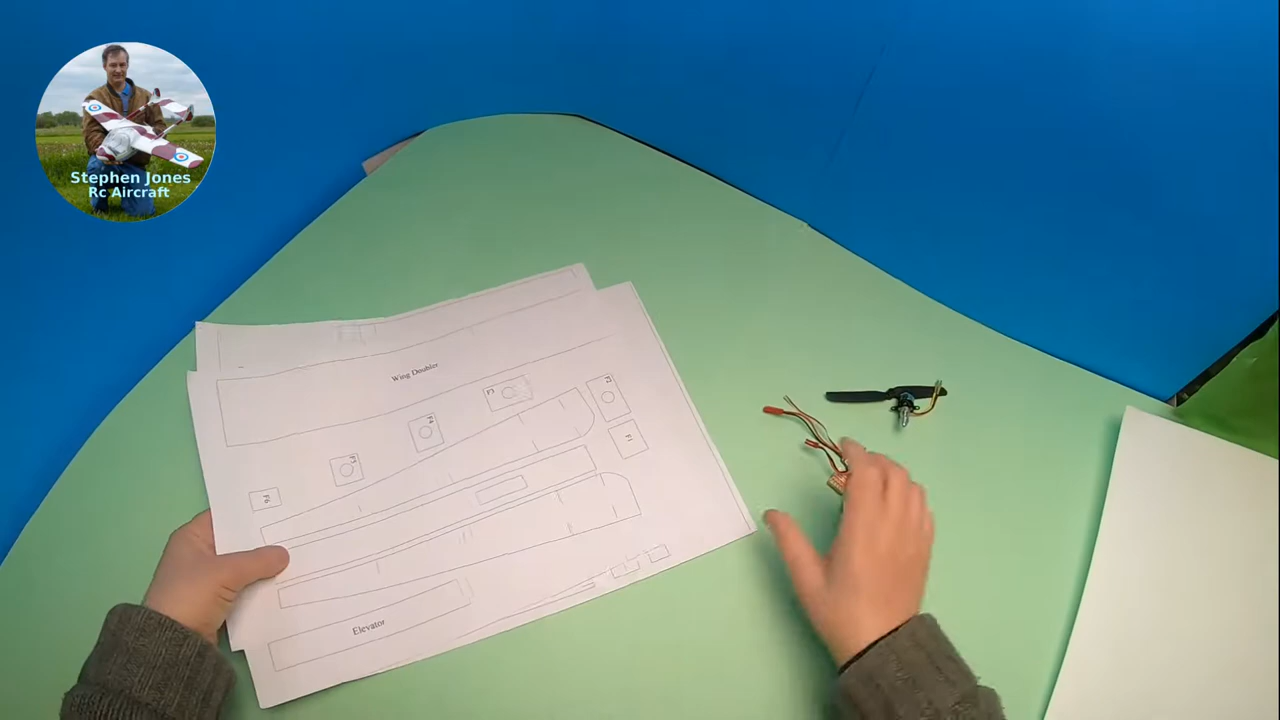 Stephen Jones
Rc Aircraft
Wing Doubler
F3
F2
F4
F1
F5
F6
Elevator